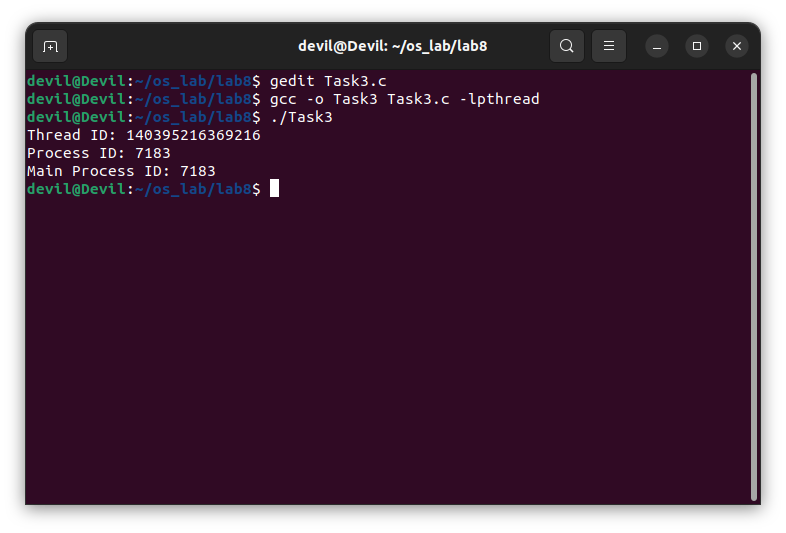 devil@Devil: ~/os_lab/lab8
devil@Devil:~/os_lab/lab8$ gedit Task3.c
devil@Devil:~/os_lab/lab8$ gcc -o Task3 Task3.c -lpthread
devil@Devil:~/os_lab/lab8$ ./Task3
Thread ID: 140395216369216
Process ID: 7183
Main Process ID: 7183
devil@Devil:~/os_lab/lab8$